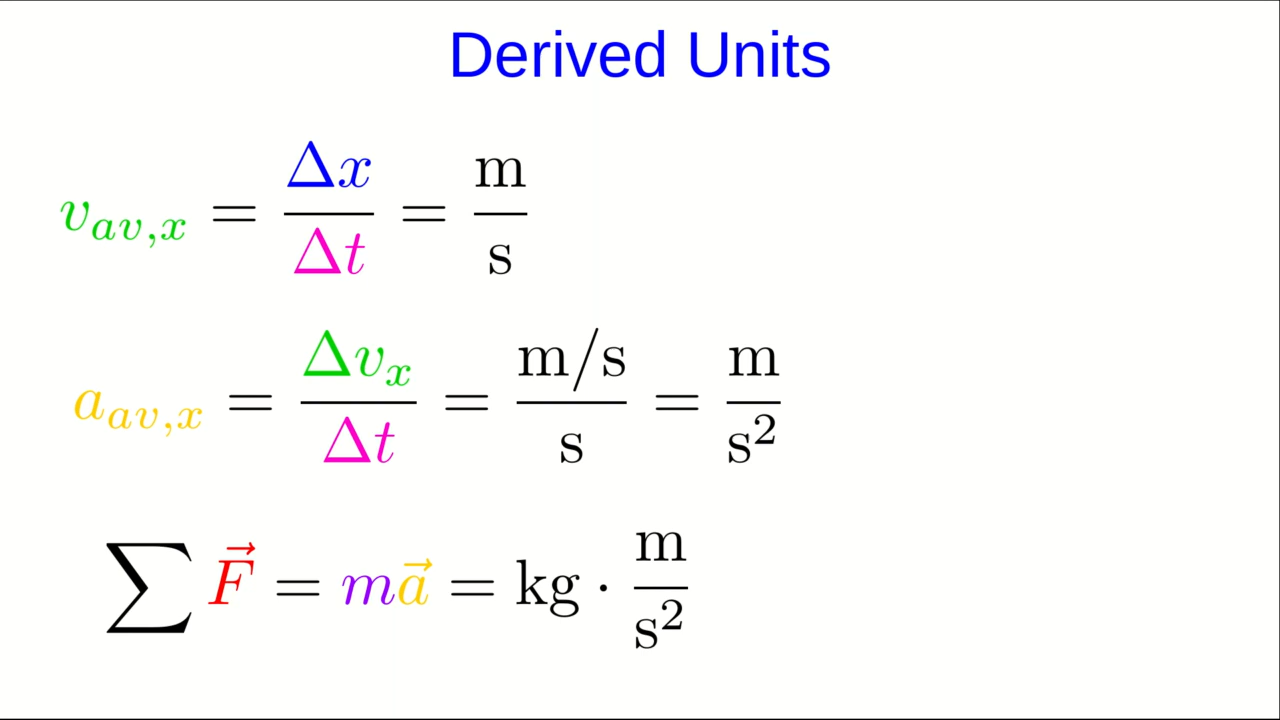 Derived Units
v_{av,x} = Δx/Δt = m/s
a_{av,x} = Δv_x/Δt = (m/s)/s = m/s²
∑ F⃗ = ma⃗ = kg · m/s²